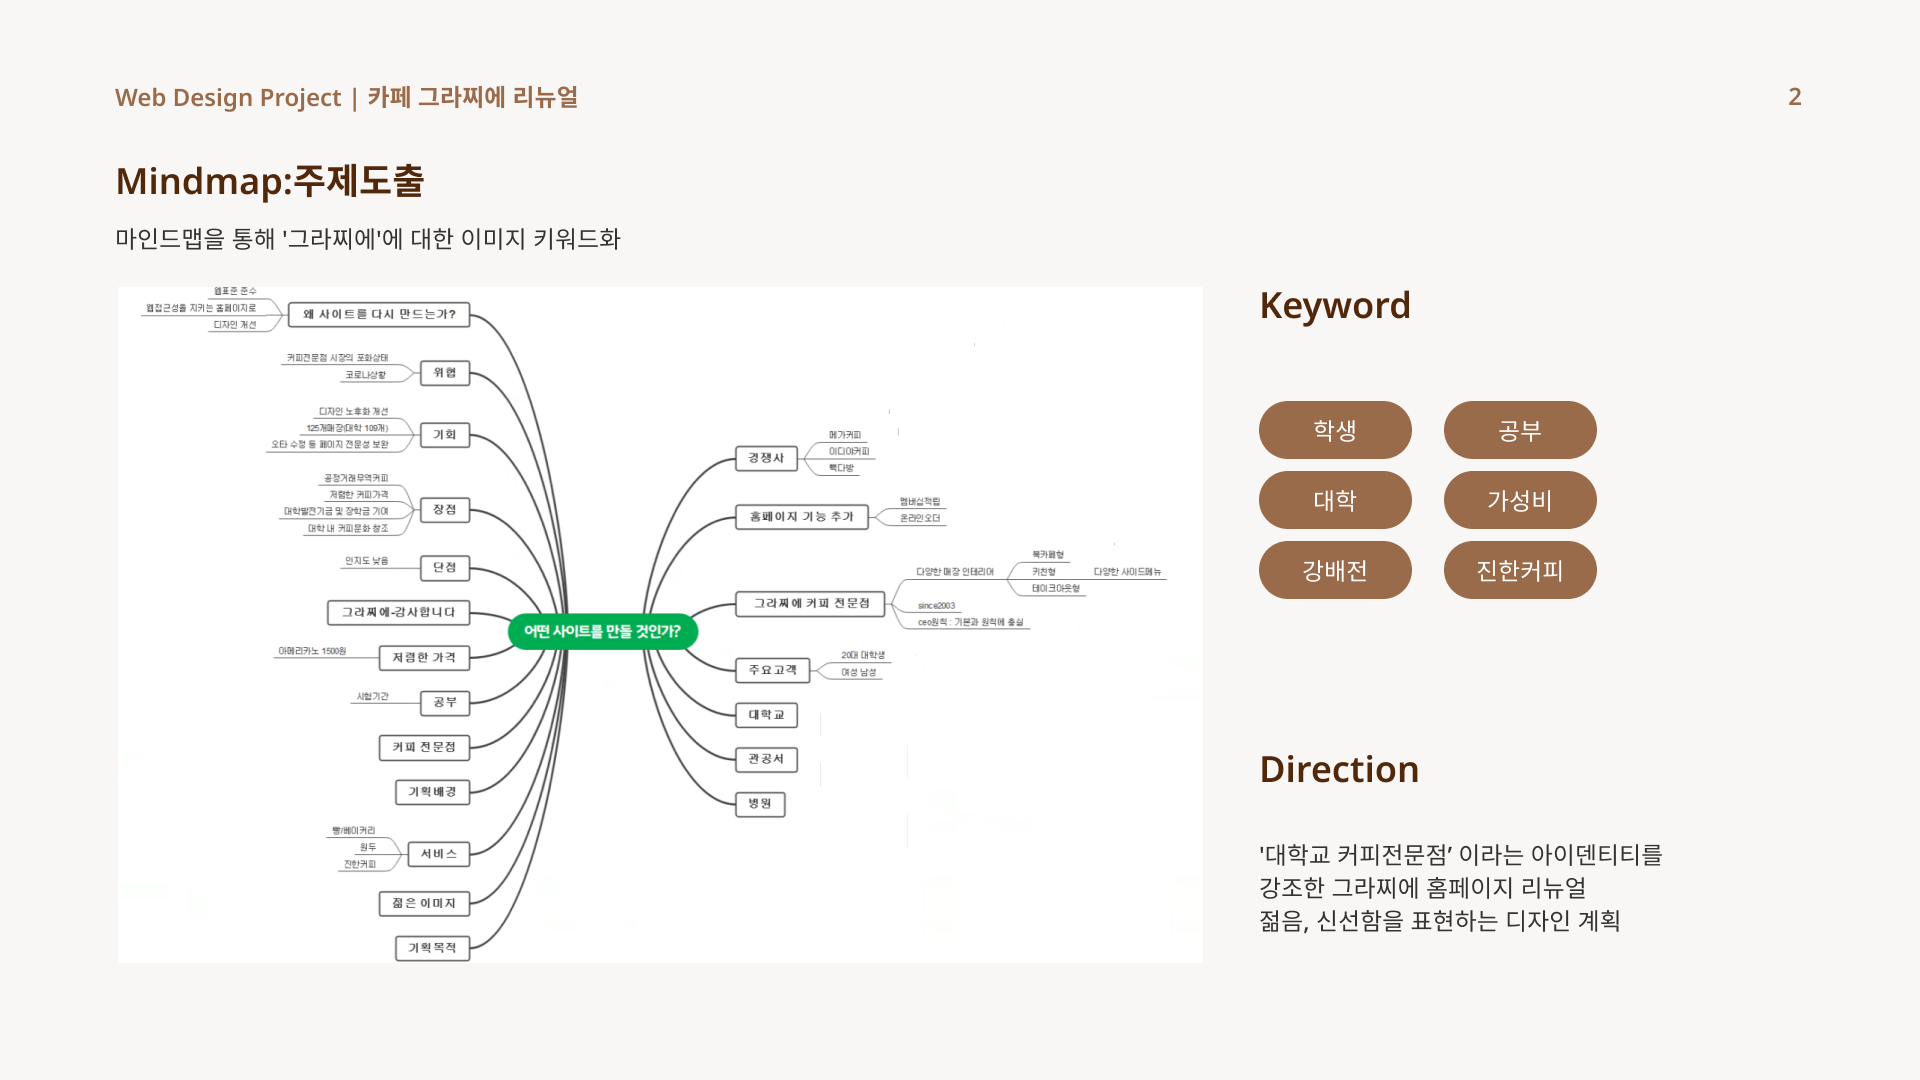 Web Design Project | 카페 그라찌에 리뉴얼
2
Mindmap:주제도출
마인드맵을 통해 '그라찌에'에 대한 이미지 키워드화
웹표준 준수
웹접근성을 지키는 홈페이지로
디자인 개선
왜 사이트를 다시 만드는가?
커피전문점 시장의 포화상태
코로나상황
위협
디자인 노후화 개선
125개매장(대학 109개)
오타 수정 등 페이지 전문성 보완
기회
공정거래무역커피
저렴한 커피가격
대학발전기금 및 장학금 기여
대학 내 커피문화 창조
장점
인지도 낮음
단점
그라찌에-감사합니다
아메리카노 1500원
저렴한 가격
시험기간
공부
커피 전문점
기획배경
빵/베이커리
원두
진한커피
서비스
젊은 이미지
기획목적
어떤 사이트를 만들 것인가?
경쟁사
메가커피
이디야커피
빽다방
홈페이지 기능 추가
멤버십적립
온라인오더
그라찌에 커피 전문점
다양한 매장 인테리어
북카페형
키친형
테이크아웃형
다양한 사이드메뉴
since2003
ceo원칙 : 기본과 원칙에 충실
주요고객
20대 대학생
여성 남성
대학교
관공서
병원
Keyword
학생
공부
대학
가성비
강배전
진한커피
Direction
'대학교 커피전문점’ 이라는 아이덴티티를
강조한 그라찌에 홈페이지 리뉴얼
젊음, 신선함을 표현하는 디자인 계획